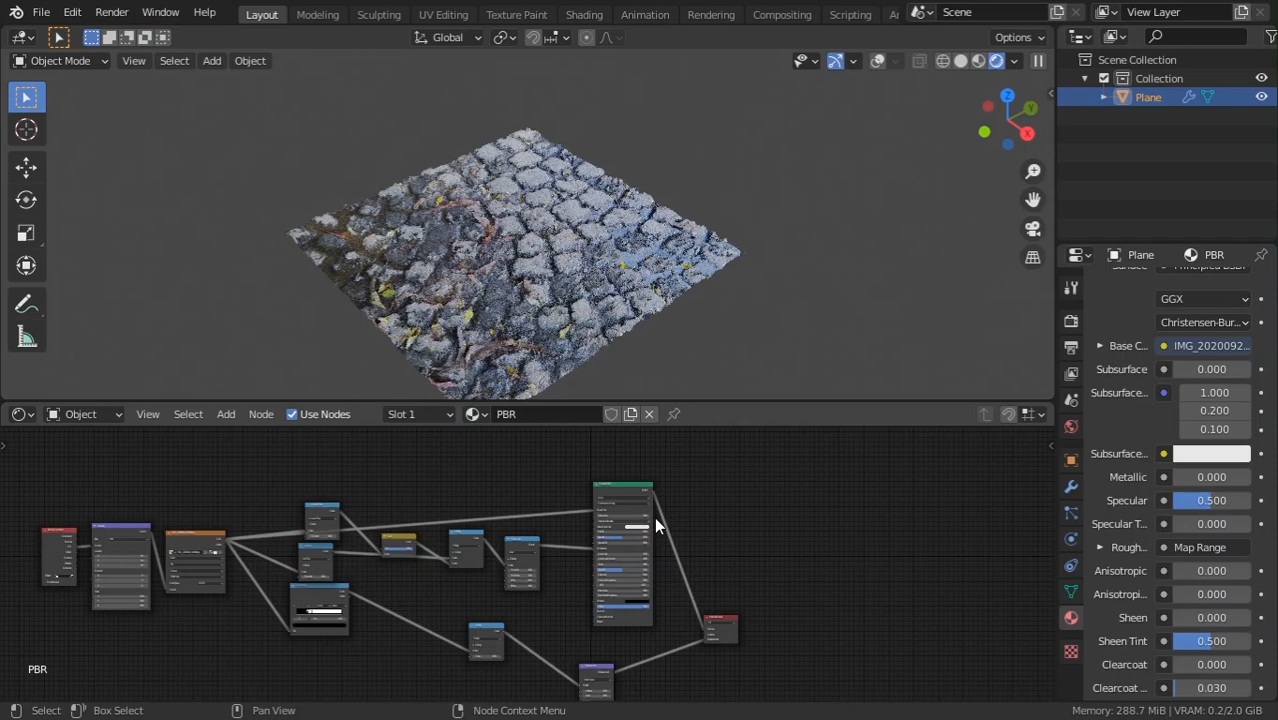 File Edit Render Window Help Layout Modeling Sculpting UV Editing Texture Paint Shading Animation Rendering Compositing Scripting Scene View Layer
Global Options
Object Mode View Select Add Object
Scene Collection
Collection
Plane
Z
Y
X
Plane PBR
GGX
Christensen-Bur...
Base C... IMG_2020092...
Subsurface 0.000
Subsurface... 1.000
0.200
0.100
Subsurface...
Metallic 0.000
Specular 0.500
Specular T... 0.000
Rough... Map Range
Anisotropic 0.000
Anisotropi... 0.000
Sheen 0.000
Sheen Tint 0.500
Clearcoat 0.000
Clearcoat ... 0.030
Object View Select Add Node Use Nodes Slot 1 PBR
PBR
Select Box Select Pan View Node Context Menu Memory: 288.7 MiB | VRAM: 0.2/2.0 GiB